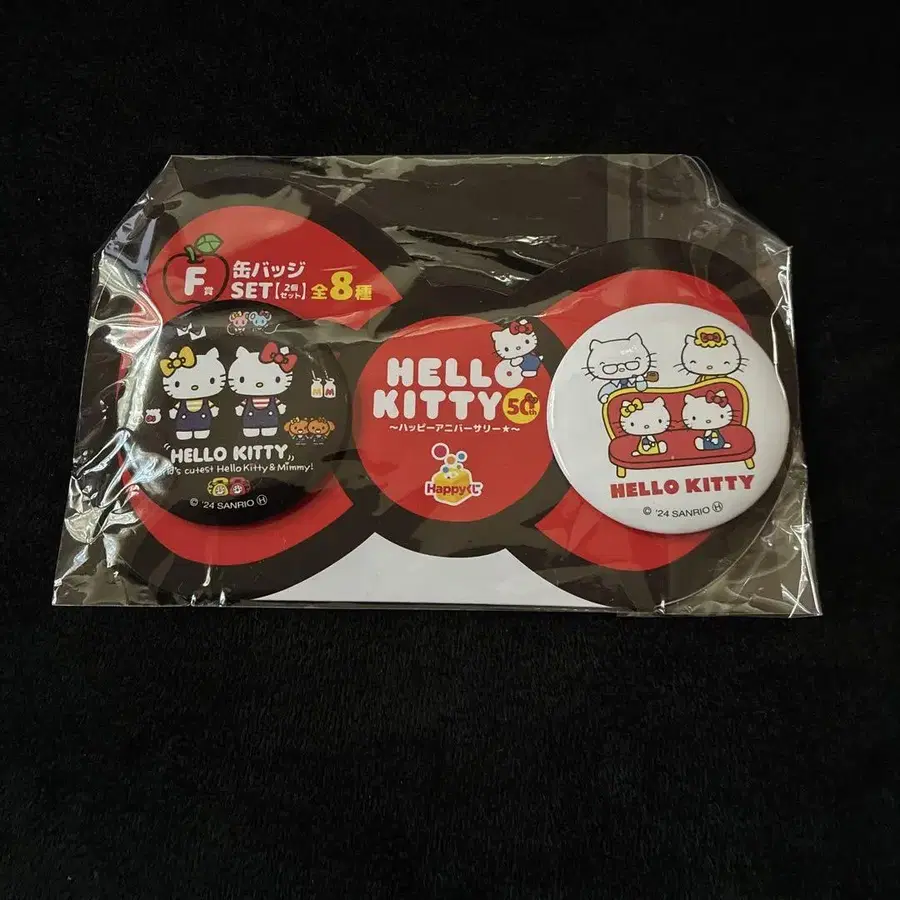 F賞
缶バッジ
SET【2個セット】全8種
HELLO
KITTY 50th
〜ハッピーアニバーサリー★〜
Happyくじ
M M
HELLO KITTY
cutest Hello Kitty & Mimmy!
© '24 SANRIO Ⓗ
HELLO KITTY
© '24 SANRIO Ⓗ